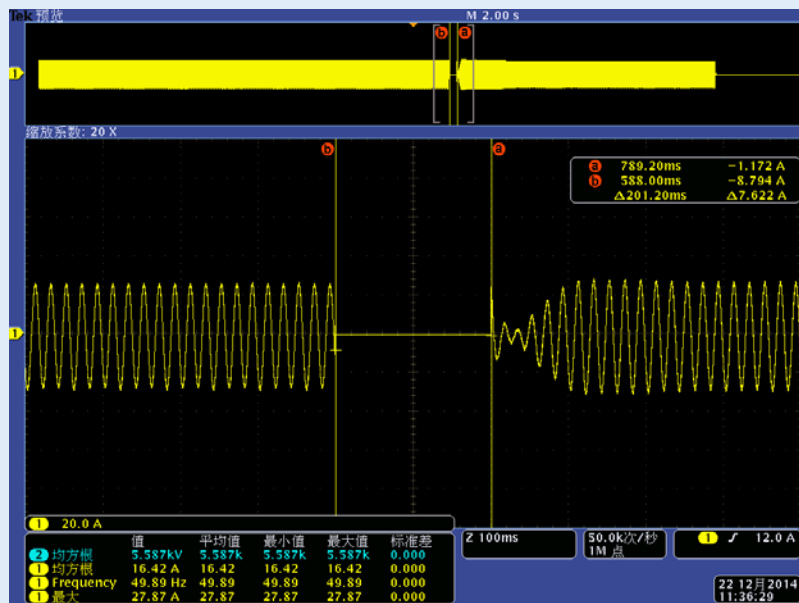 Tek 预览 M 2.00 s
b a
1
缩放系数: 20 X
b a
a 789.20ms -1.172 A
b 588.00ms -8.794 A
Δ201.20ms Δ7.622 A
1
1 20.0 A
值 平均值 最小值 最大值 标准差
2 均方根 5.587kV 5.587k 5.587k 5.587k 0.000
1 均方根 16.42 A 16.42 16.42 16.42 0.000
1 Frequency 49.89 Hz 49.89 49.89 49.89 0.000
1 最大 27.87 A 27.87 27.87 27.87 0.000
Z 100ms
50.0k次/秒
1M 点
1 12.0 A
22 12月 2014
11:36:29